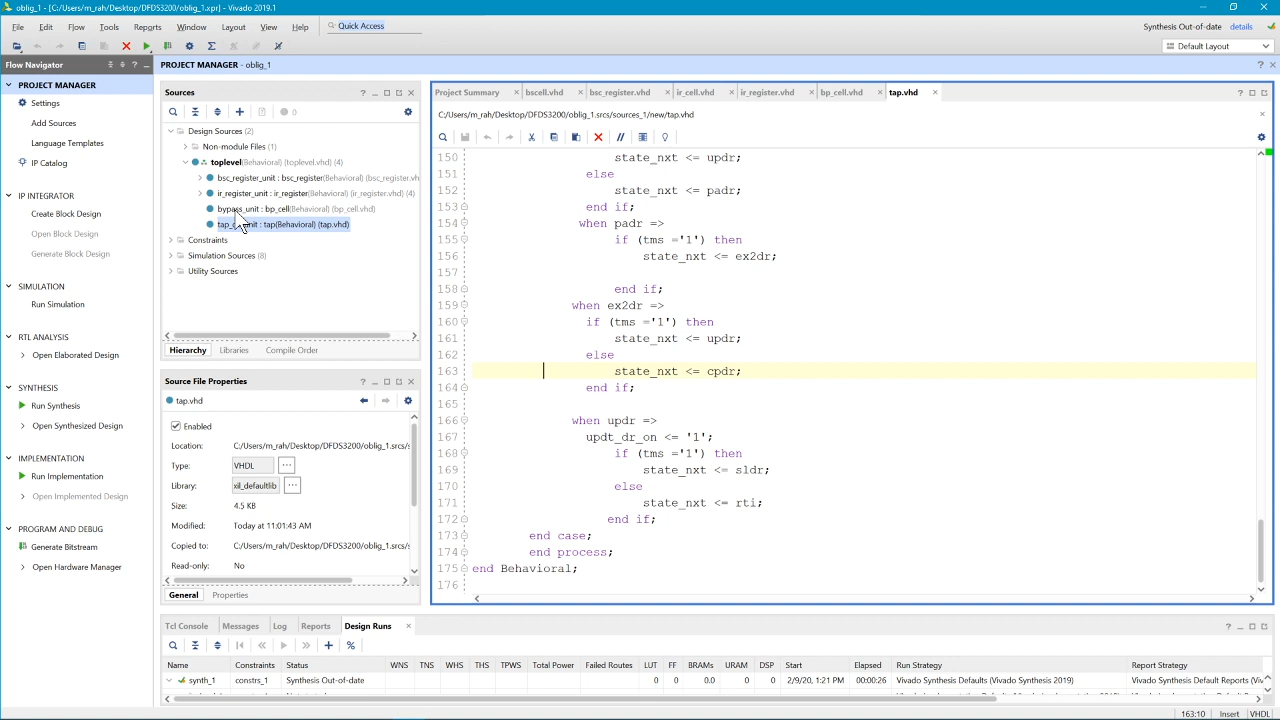 oblig_1 - [C:/Users/m_rah/Desktop/DFDS3200/oblig_1.xpr] - Vivado 2019.1
File Edit Flow Tools Reports Window Layout View Help Quick Access
Synthesis Out-of-date details
Default Layout
Flow Navigator
PROJECT MANAGER
Settings
Add Sources
Language Templates
IP Catalog
IP INTEGRATOR
Create Block Design
Open Block Design
Generate Block Design
SIMULATION
Run Simulation
RTL ANALYSIS
Open Elaborated Design
SYNTHESIS
Run Synthesis
Open Synthesized Design
IMPLEMENTATION
Run Implementation
Open Implemented Design
PROGRAM AND DEBUG
Generate Bitstream
Open Hardware Manager
PROJECT MANAGER - oblig_1
Sources
0
Design Sources (2)
Non-module Files (1)
toplevel(Behavioral) (toplevel.vhd) (4)
bsc_register_unit : bsc_register(Behavioral) (bsc_register.vh
ir_register_unit : ir_register(Behavioral) (ir_register.vhd) (4)
bypass_unit : bp_cell(Behavioral) (bp_cell.vhd)
tap_ unit : tap(Behavioral) (tap.vhd)
Constraints
Simulation Sources (8)
Utility Sources
Hierarchy Libraries Compile Order
Source File Properties
tap.vhd
Enabled
Location: C:/Users/m_rah/Desktop/DFDS3200/oblig_1.srcs/s
Type: VHDL
Library: xil_defaultlib
Size: 4.5 KB
Modified: Today at 11:01:43 AM
Copied to: C:/Users/m_rah/Desktop/DFDS3200/oblig_1.srcs/s
Read-only: No
General Properties
Project Summary bscell.vhd bsc_register.vhd ir_cell.vhd ir_register.vhd bp_cell.vhd tap.vhd
C:/Users/m_rah/Desktop/DFDS3200/oblig_1.srcs/sources_1/new/tap.vhd
150 state_nxt <= updr;
151 else
152 state_nxt <= padr;
153 end if;
154 when padr =>
155 if (tms ='1') then
156 state_nxt <= ex2dr;
157
158 end if;
159 when ex2dr =>
160 if (tms ='1') then
161 state_nxt <= updr;
162 else
163 state_nxt <= cpdr;
164 end if;
165
166 when updr =>
167 updt_dr_on <= '1';
168 if (tms ='1') then
169 state_nxt <= sldr;
170 else
171 state_nxt <= rti;
172 end if;
173 end case;
174 end process;
175 end Behavioral;
176
Tcl Console Messages Log Reports Design Runs
Name Constraints Status WNS TNS WHS THS TPWS Total Power Failed Routes LUT FF BRAMs URAM DSP Start Elapsed Run Strategy Report Strategy
synth_1 constrs_1 Synthesis Out-of-date 0 0 0.0 0 0 2/9/20, 1:21 PM 00:00:26 Vivado Synthesis Defaults (Vivado Synthesis 2019) Vivado Synthesis Default Reports (Viv
163:10 Insert VHDL